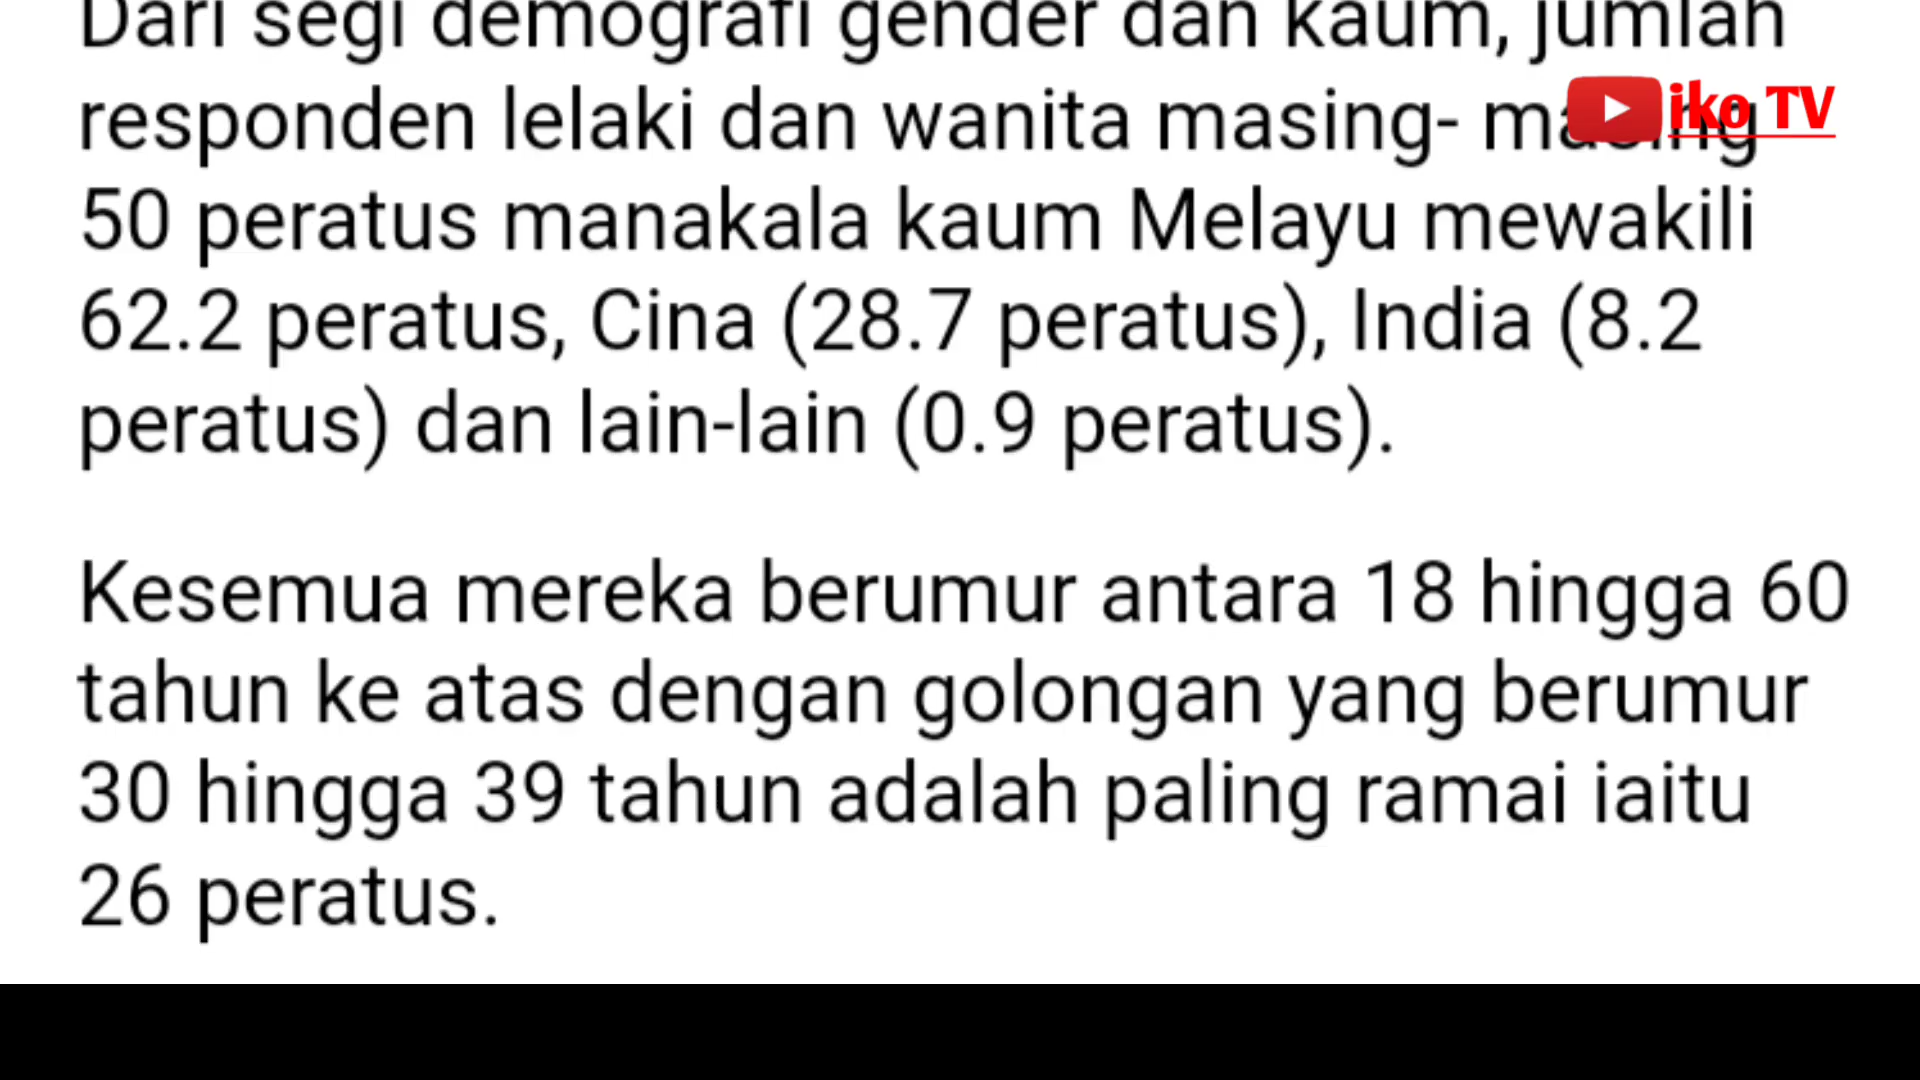 Dari segi demografi gender dan kaum, jumlah
responden lelaki dan wanita masing- masing
iko TV
50 peratus manakala kaum Melayu mewakili
62.2 peratus, Cina (28.7 peratus), India (8.2
peratus) dan lain-lain (0.9 peratus).
Kesemua mereka berumur antara 18 hingga 60
tahun ke atas dengan golongan yang berumur
30 hingga 39 tahun adalah paling ramai iaitu
26 peratus.